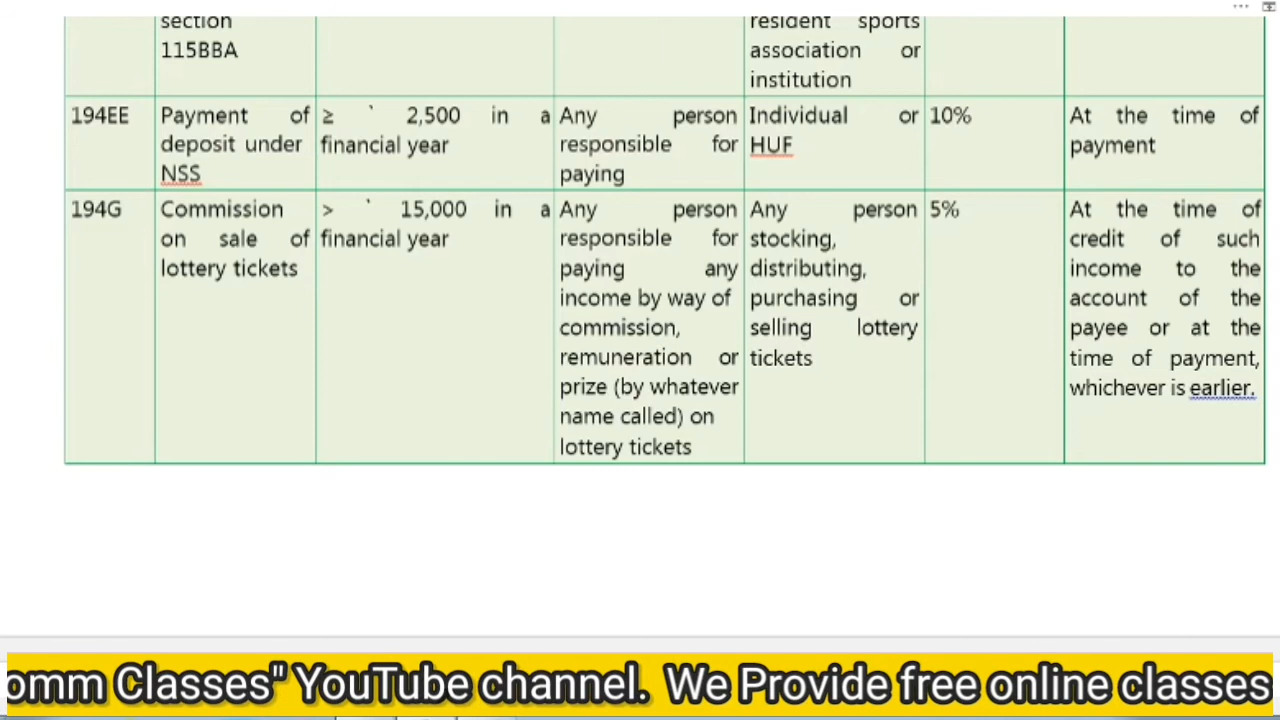 section
115BBA
resident sports
association or
institution
194EE
Payment of
deposit under
NSS
≥ ` 2,500 in a
financial year
Any person
responsible for
paying
Individual or
HUF
10%
At the time of
payment
194G
Commission
on sale of
lottery tickets
> ` 15,000 in a
financial year
Any person
responsible for
paying any
income by way of
commission,
remuneration or
prize (by whatever
name called) on
lottery tickets
Any person
stocking,
distributing,
purchasing or
selling lottery
tickets
5%
At the time of
credit of such
income to the
account of the
payee or at the
time of payment,
whichever is earlier.
omm Classes" YouTube channel. We Provide free online classes